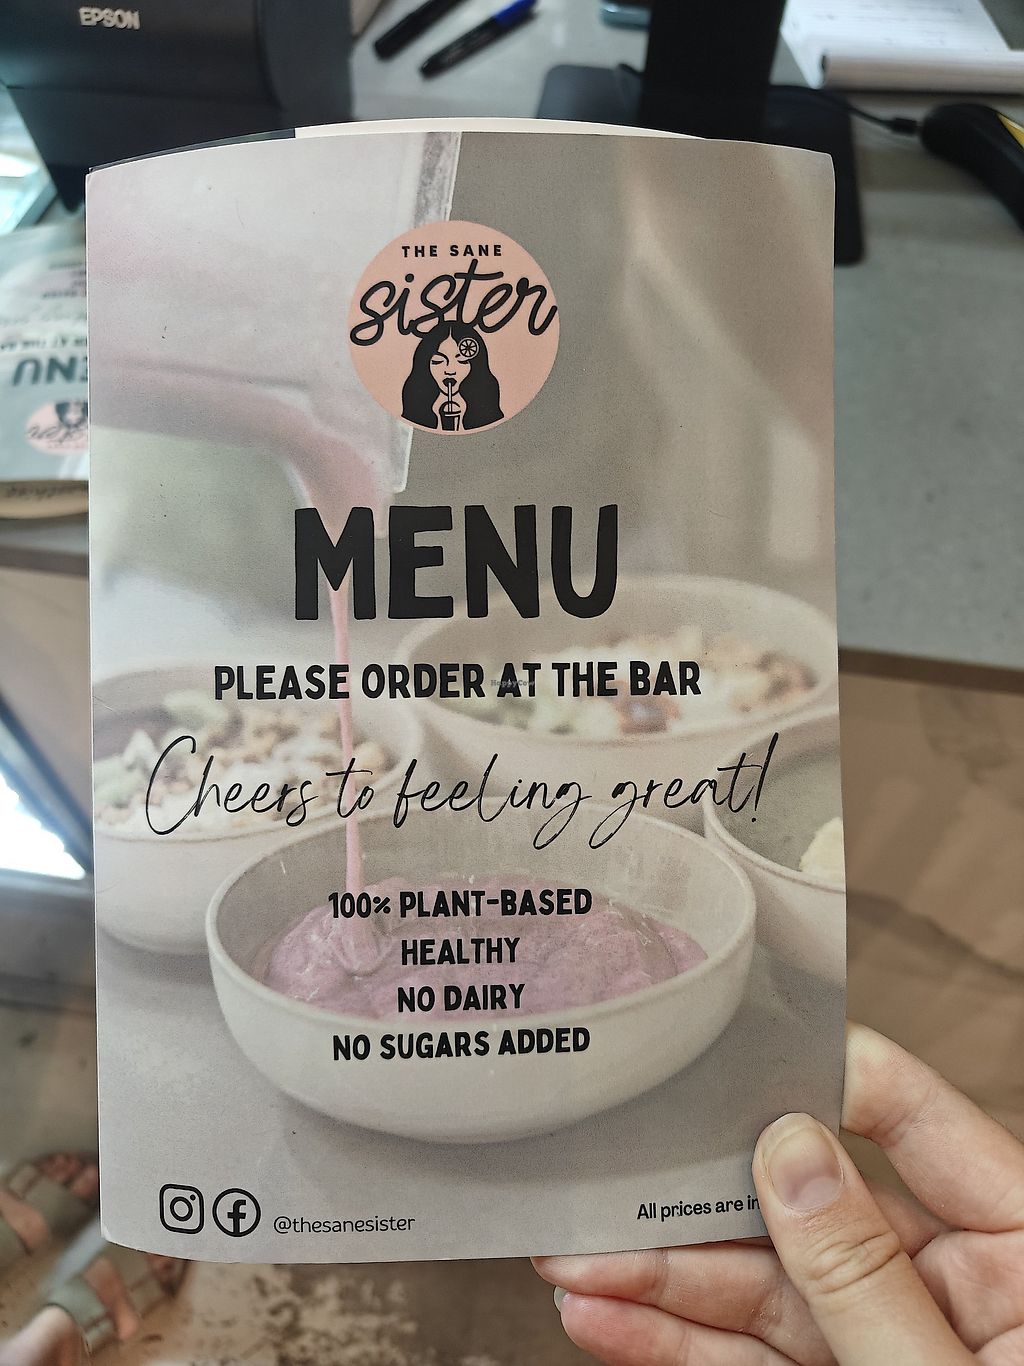 EPSON
THE SANE
sister
MENU
PLEASE ORDER AT THE BAR
HappyCow
Cheers to feeling great!
100% PLANT-BASED
HEALTHY
NO DAIRY
NO SUGARS ADDED
@thesanesister
All prices are in